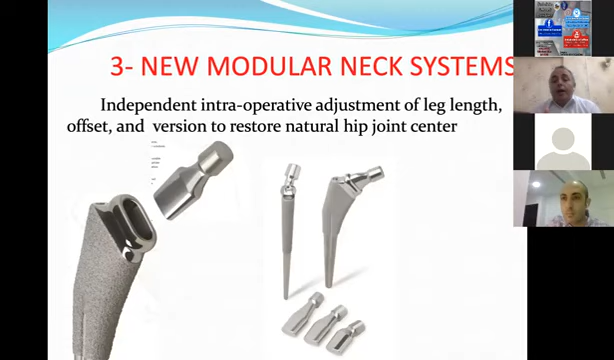 3- NEW MODULAR NECK SYSTEMS
Independent intra-operative adjustment of leg length,
offset, and version to restore natural hip joint center